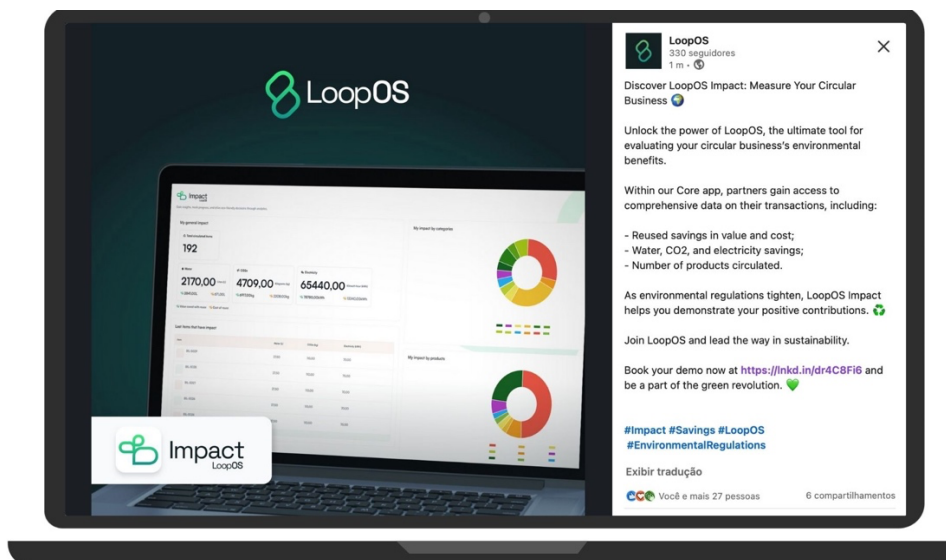 LoopOS
Impact
My general impact
192
2170,00
4709,00
65440,00
My impact by categories
Last items that have impact
My impact by products
Impact
LoopOS
LoopOS
330 seguidores
1 m •
Discover LoopOS Impact: Measure Your Circular
Business 🌍
Unlock the power of LoopOS, the ultimate tool for
evaluating your circular business's environmental
benefits.
Within our Core app, partners gain access to
comprehensive data on their transactions, including:
- Reused savings in value and cost;
- Water, CO2, and electricity savings;
- Number of products circulated.
As environmental regulations tighten, LoopOS Impact
helps you demonstrate your positive contributions. ♻️
Join LoopOS and lead the way in sustainability.
Book your demo now at https://lnkd.in/dr4C8Fi6 and
be a part of the green revolution. 💚
#Impact #Savings #LoopOS
#EnvironmentalRegulations
Exibir tradução
Você e mais 27 pessoas
6 compartilhamentos